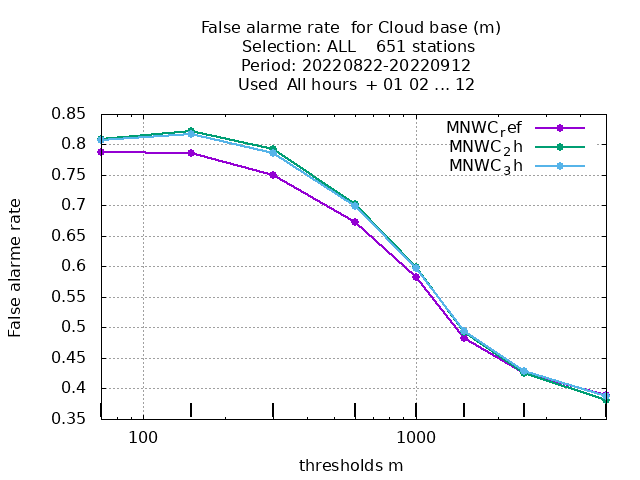 False alarme rate  for Cloud base (m)
Selection: ALL    651 stations
Period: 20220822-20220912
Used  All hours  + 01 02 ... 12
False alarme rate
0.85
0.8
0.75
0.7
0.65
0.6
0.55
0.5
0.45
0.4
0.35
MNWC_ref
MNWC_2h
MNWC_3h
100
1000
thresholds m